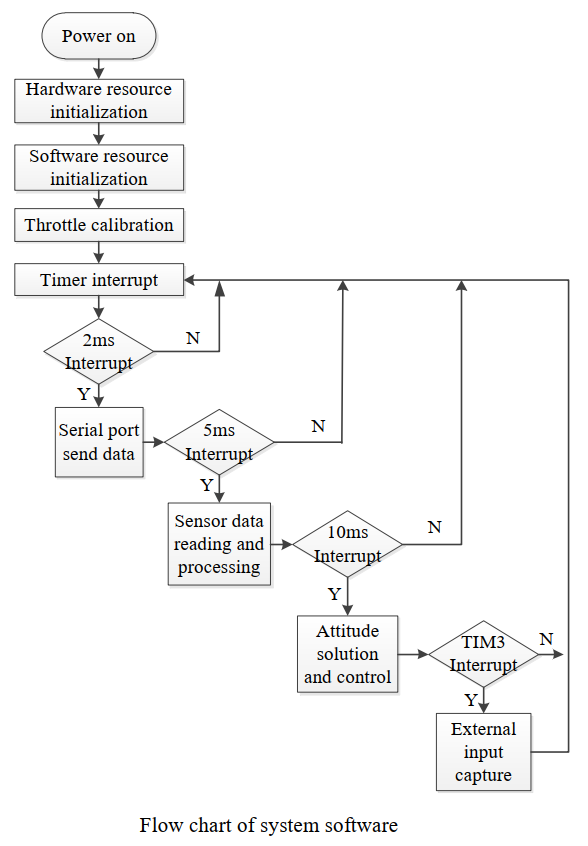 Power on
Hardware resource
initialization
Software resource
initialization
Throttle calibration
Timer interrupt
2ms
Interrupt
N
Y
Serial port
send data
5ms
Interrupt
N
Y
Sensor data
reading and
processing
10ms
Interrupt
N
Y
Attitude
solution
and control
TIM3
Interrupt
N
Y
External
input
capture
Flow chart of system software